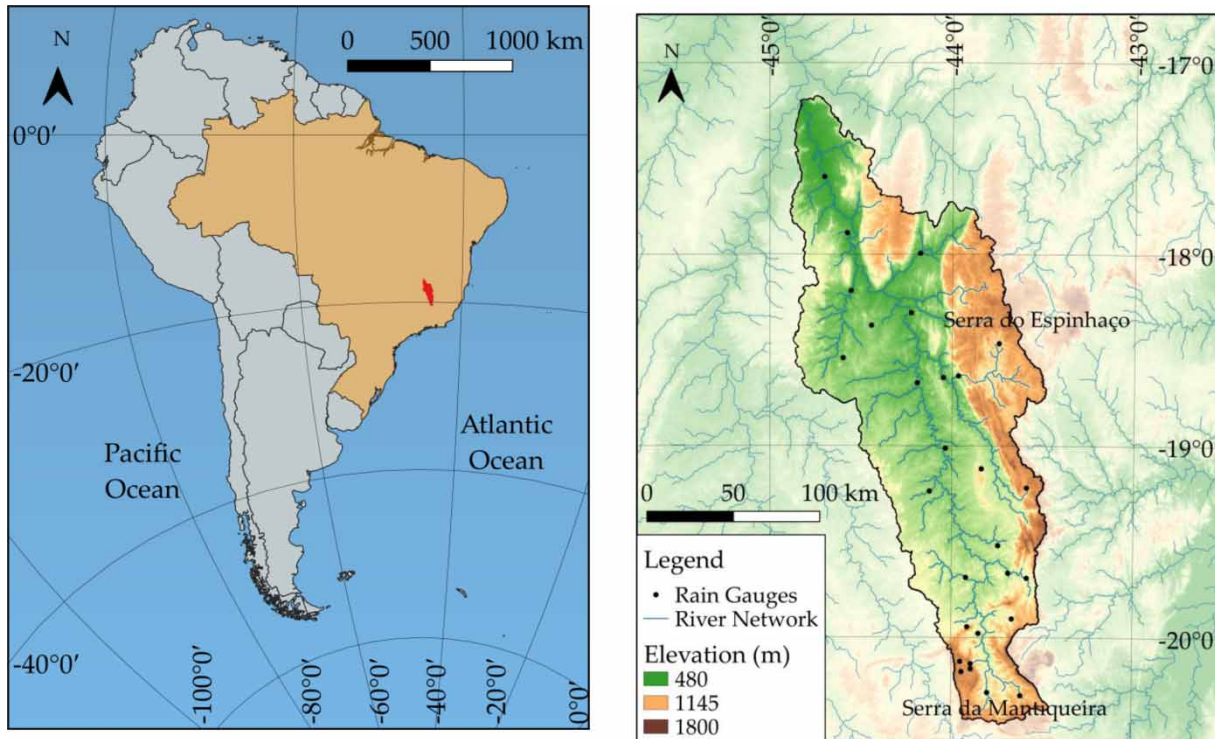 N
0
500
1000 km
0°0′
-20°0′
-40°0′
Pacific
Ocean
Atlantic
Ocean
-100°0′
-80°0′
-60°0′
-40°0′
-20°0′
0°0′
N
-45°0′
-44°0′
-43°0′
-17°0′
-18°0′
-19°0′
-20°0′
Serra do Espinhaço
0
50
100 km
Legend
Rain Gauges
River Network
Elevation (m)
480
1145
1800
Serra da Mantiqueira